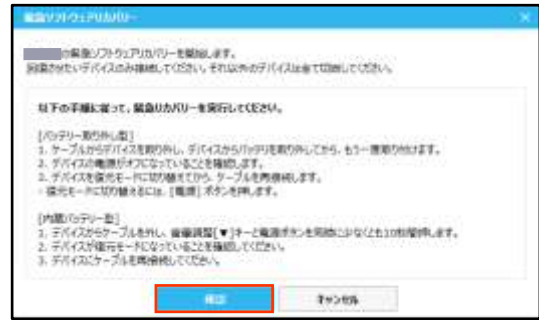 緊急ソフトウェアリカバリー
の緊急ソフトウェアリカバリーを開始します。
回復させたいデバイスのみ接続してください。それ以外のデバイスは全て切断してください。
以下の手順に従って、緊急リカバリーを実行してください。
[バッテリー取り外し型]
1. ケーブルからデバイスを取り外し、デバイスからバッテリを取り外してから、もう一度取り付けます。
2. デバイスの電源がオフになっていることを確認します。
3. デバイスを復元モードに切り替えてから、ケーブルを再接続します。
- 復元モードに切り替えるには、[電源] ボタンを押します。
[内蔵バッテリー型]
1. デバイスからケーブルを外し、音量調整[▼]キーと電源ボタンを同時に少なくとも10秒間押します。
2. デバイスが復元モードになっていることを確認してください。
3. デバイスにケーブルを再接続してください。
確認 キャンセル